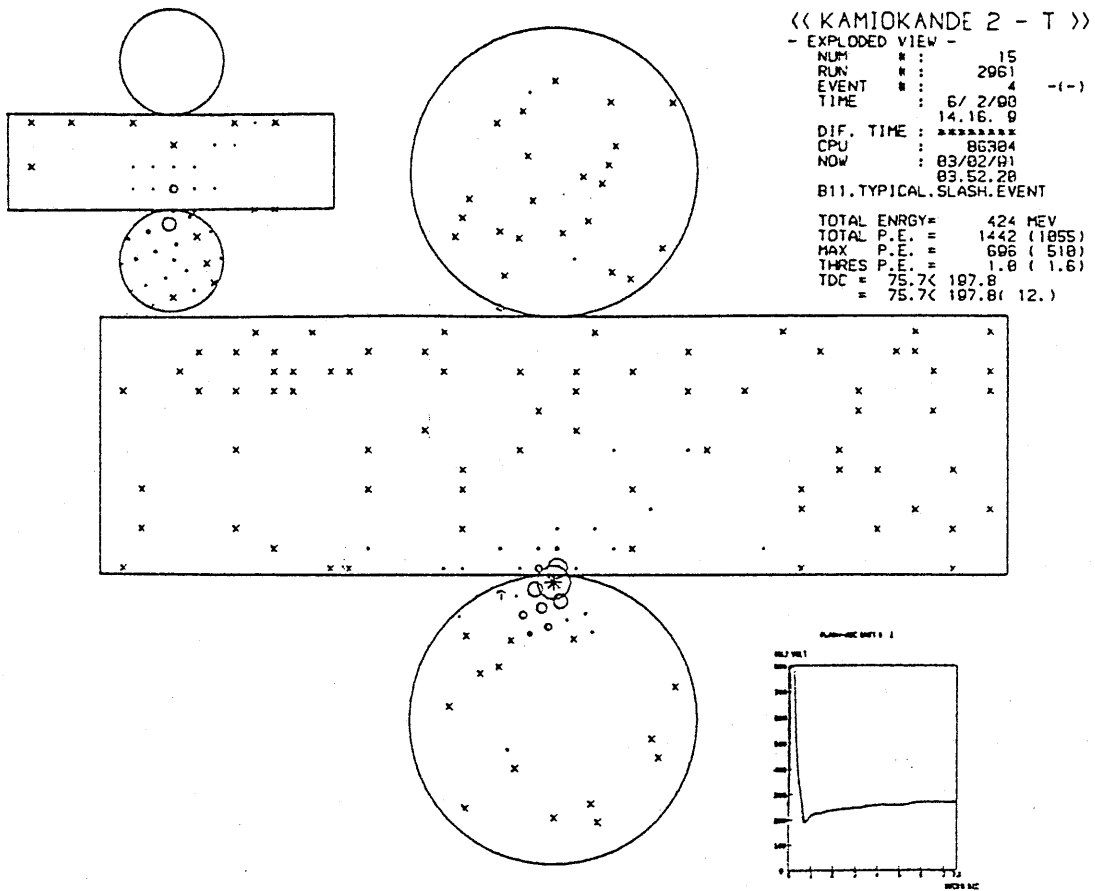 << KAMIOKANDE 2 - T >>
- EXPLODED VIEW -
NUM # : 15
RUN # : 2961
EVENT # : 4 -(-)
TIME : 6/ 2/90
14.16. 9
DIF. TIME : ********
CPU : 86304
NOW : 03/02/91
03.52.20
B11.TYPICAL.SLASH.EVENT
TOTAL ENRGY= 424 MEV
TOTAL P.E. = 1442 (1055)
MAX P.E. = 696 ( 510)
THRES P.E. = 1.0 ( 1.6)
TDC = 75.7< 197.8
= 75.7< 197.8( 12.)